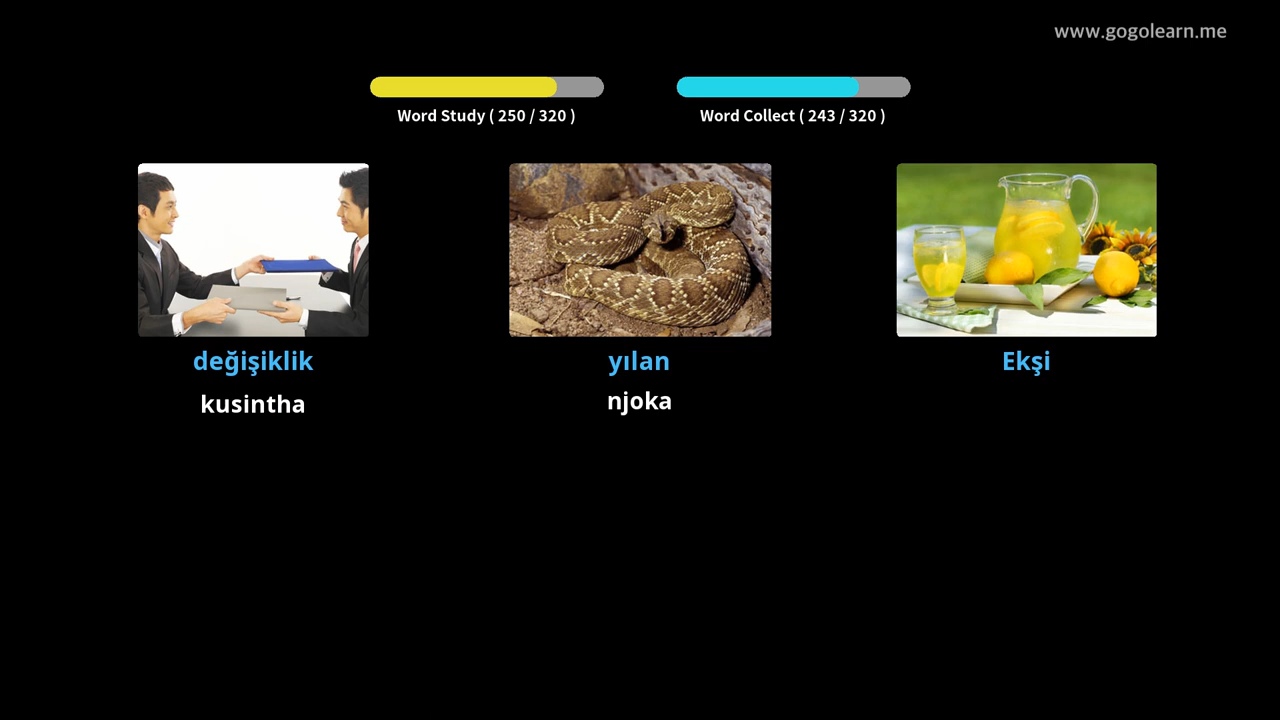 www.gogolearn.me
Word Study ( 250 / 320 )
Word Collect ( 243 / 320 )
değişiklik
yılan
Ekşi
kusintha
njoka